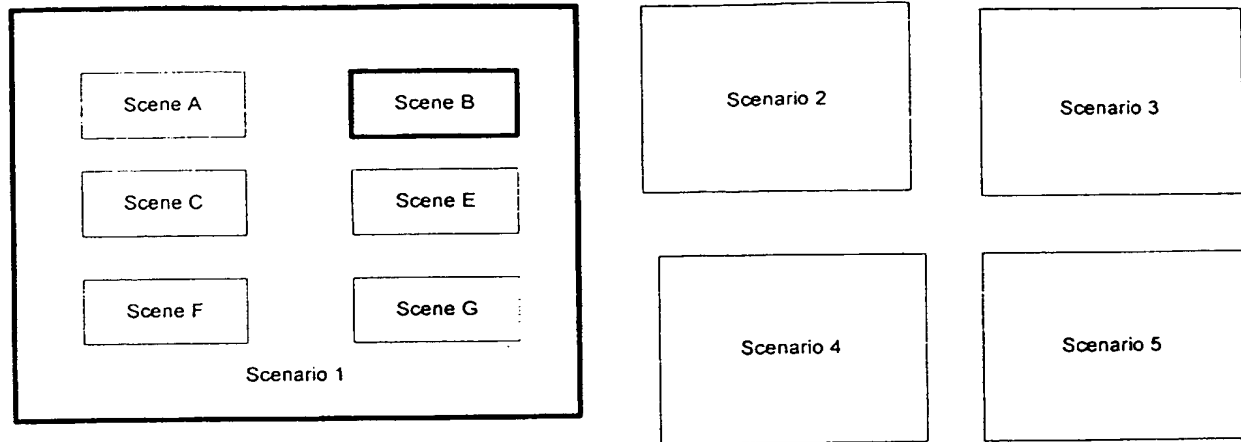 Scene A
Scene B
Scene C
Scene E
Scene F
Scene G
Scenario 1
Scenario 2
Scenario 3
Scenario 4
Scenario 5